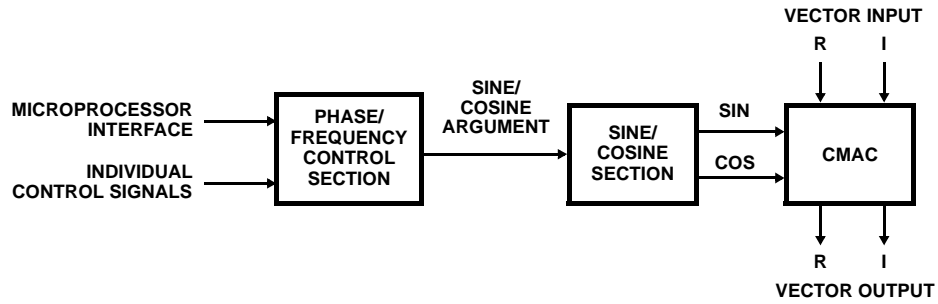 MICROPROCESSOR
INTERFACE
INDIVIDUAL
CONTROL SIGNALS
PHASE/
FREQUENCY
CONTROL
SECTION
SINE/
COSINE
ARGUMENT
SINE/
COSINE
SECTION
SIN
COS
VECTOR INPUT
R I
CMAC
R I
VECTOR OUTPUT